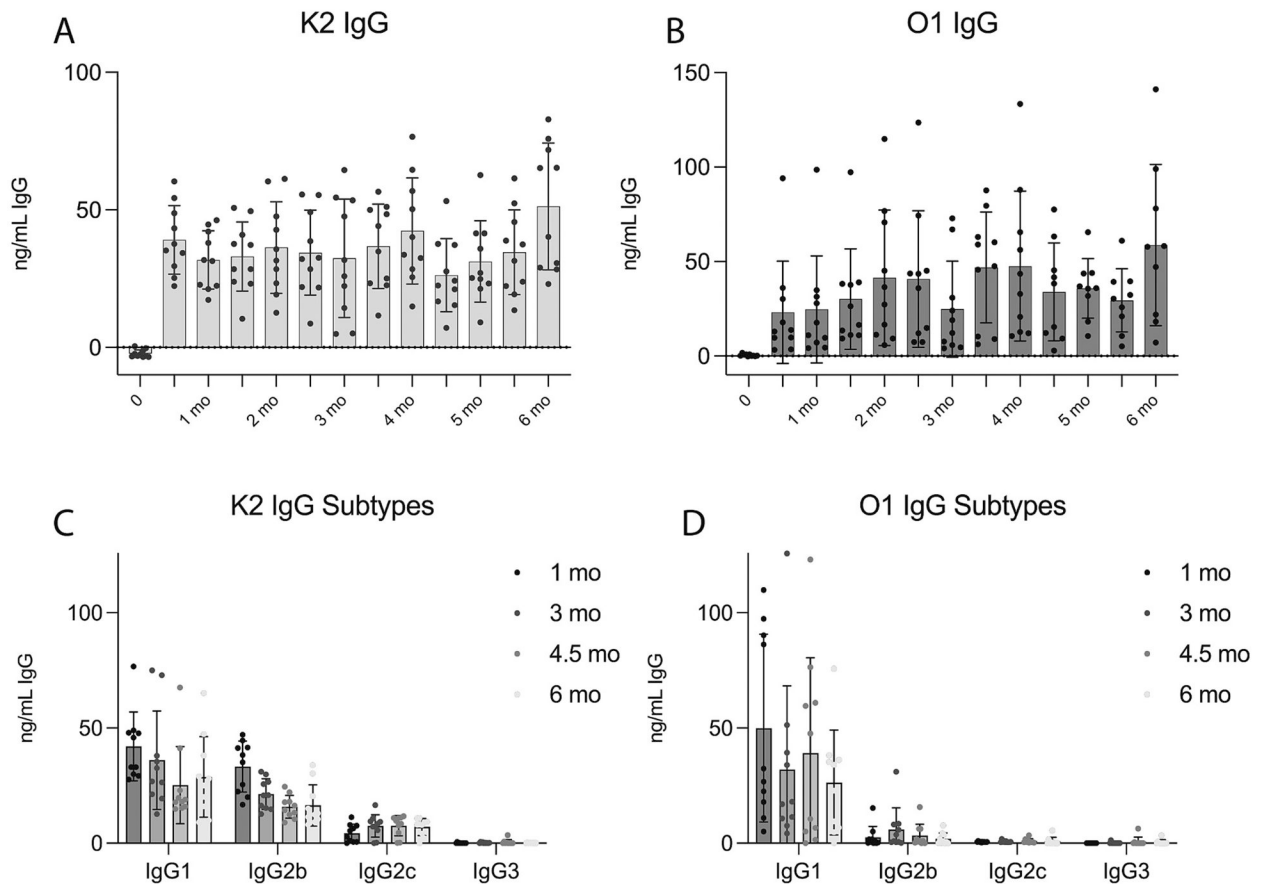 A
K2 IgG
100
50
0
ng/mL IgG
0
1 mo
2 mo
3 mo
4 mo
5 mo
6 mo
B
O1 IgG
150
100
50
0
ng/mL IgG
0
1 mo
2 mo
3 mo
4 mo
5 mo
6 mo
C
K2 IgG Subtypes
100
50
0
ng/mL IgG
1 mo
3 mo
4.5 mo
6 mo
IgG1
IgG2b
IgG2c
IgG3
D
O1 IgG Subtypes
100
50
0
ng/mL IgG
1 mo
3 mo
4.5 mo
6 mo
IgG1
IgG2b
IgG2c
IgG3